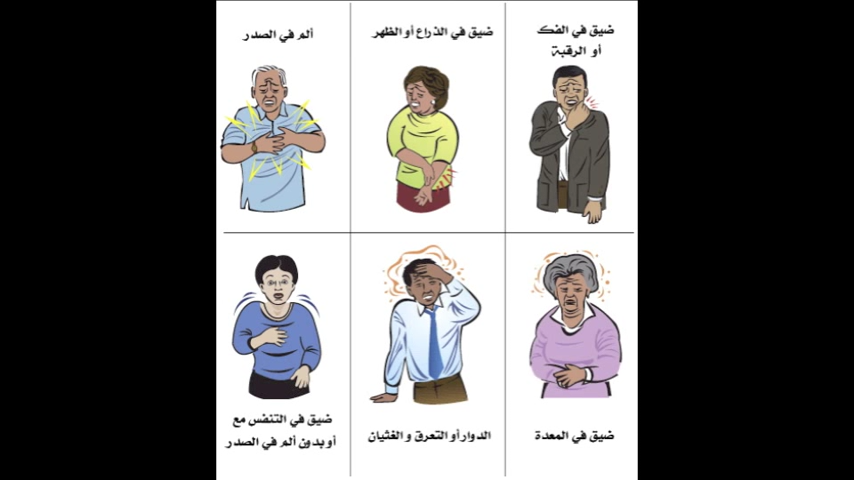 ضيق في الفك
أو الرقبة
ضيق في الذراع أو الظهر
ألم في الصدر
ضيق في المعدة
الدوار أو التعرق و الغثيان
ضيق في التنفس مع
أو بدون ألم في الصدر